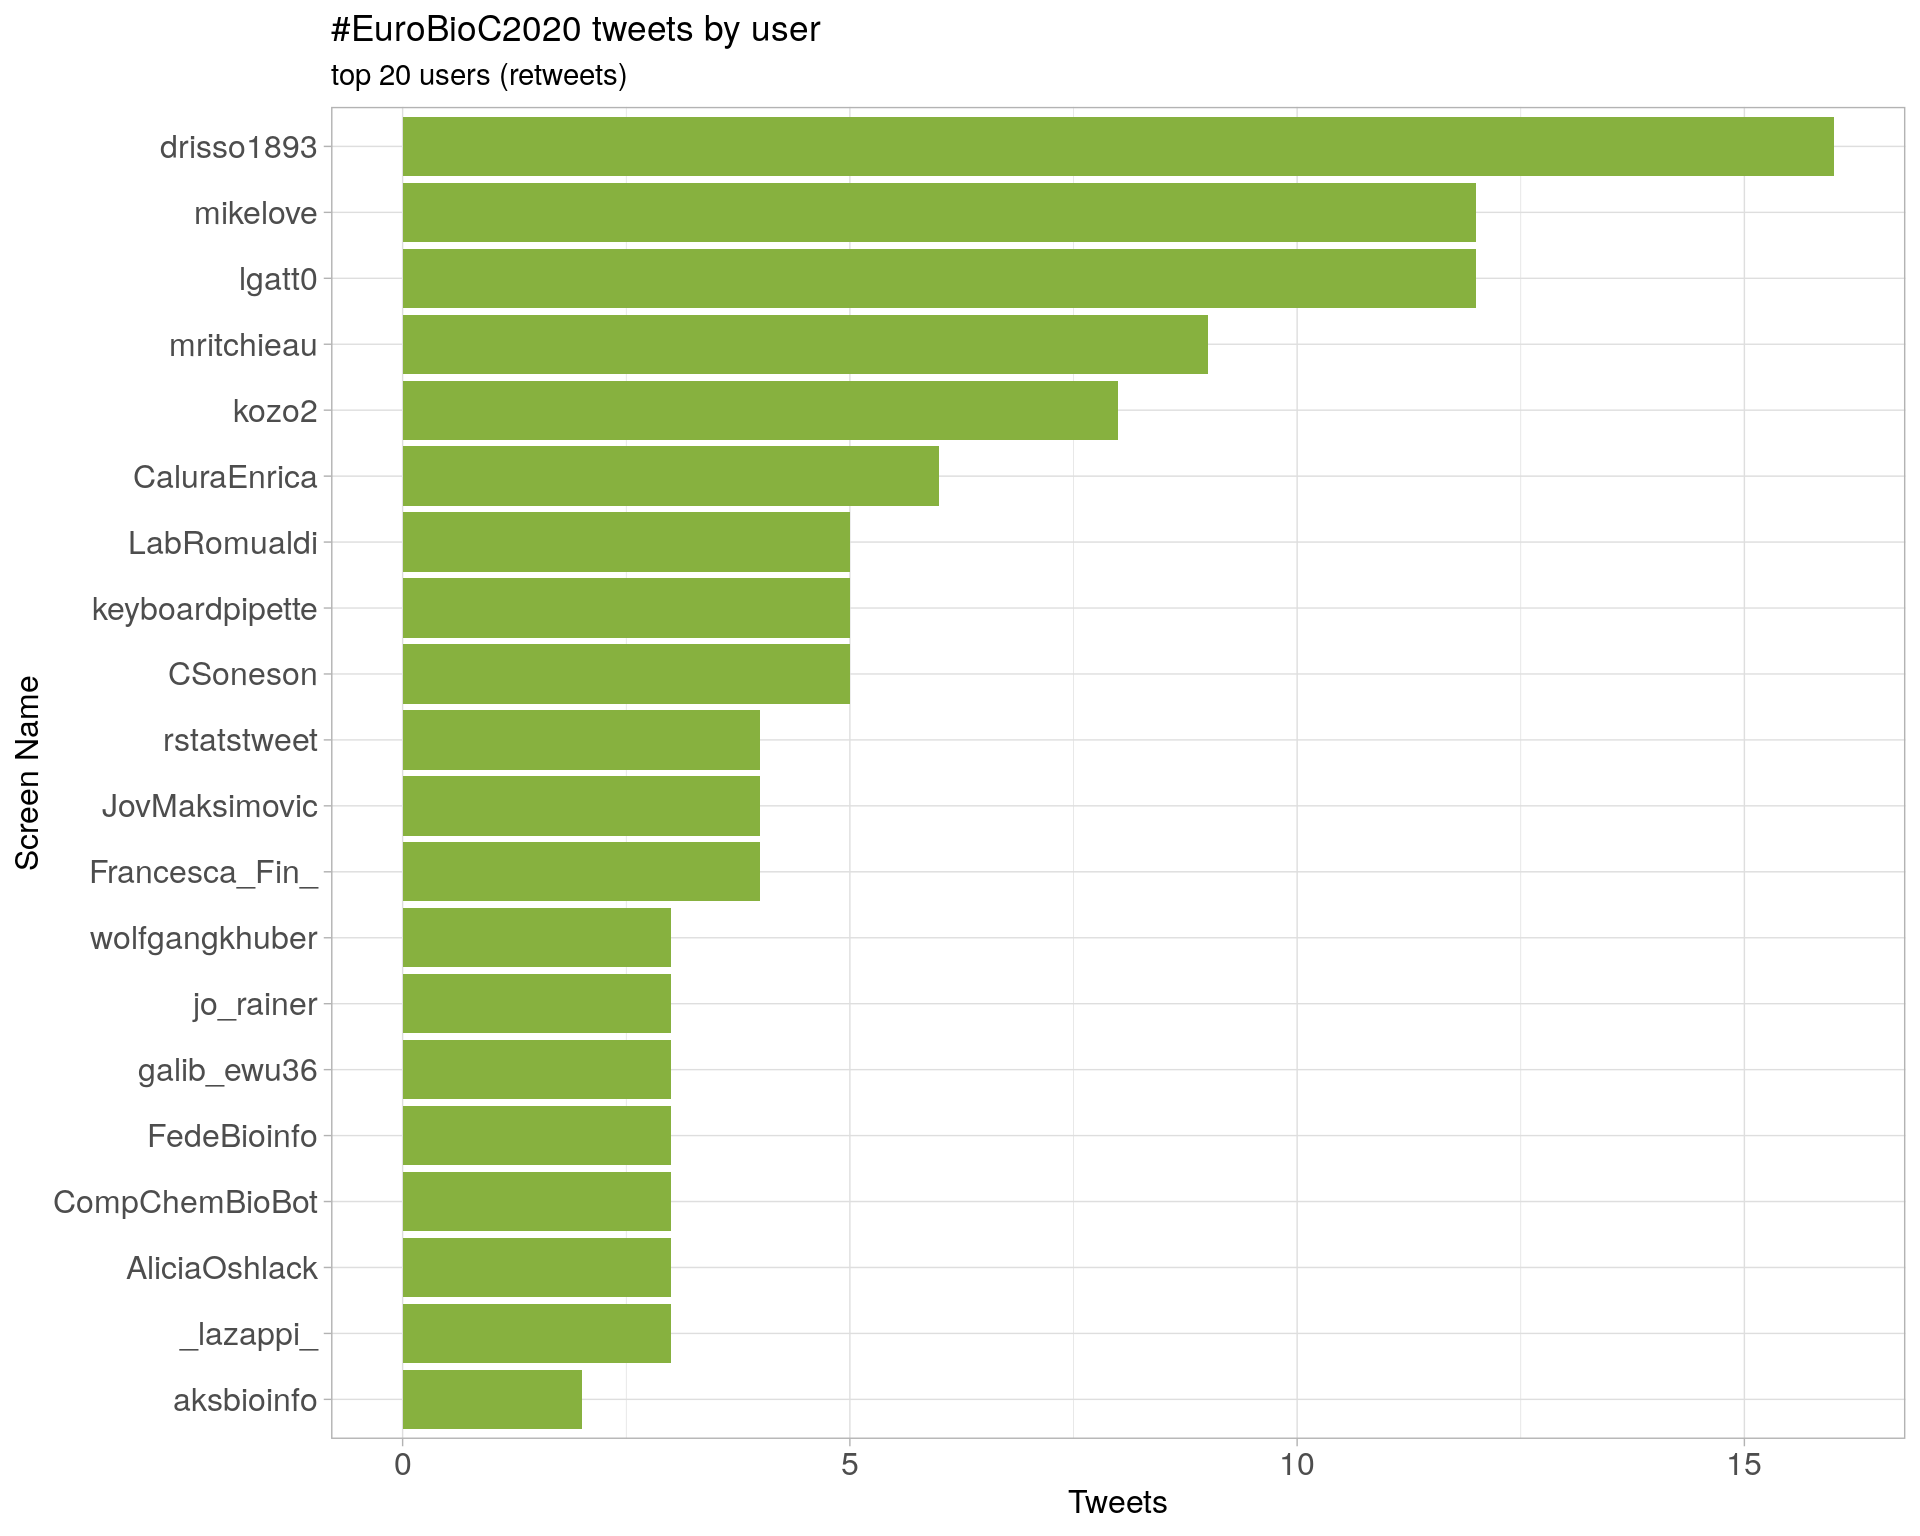 #EuroBioC2020 tweets by user
top 20 users (retweets)
Screen Name
drisso1893
mikelove
lgatt0
mritchieau
kozo2
CaluraEnrica
LabRomualdi
keyboardpipette
CSoneson
rstatstweet
JovMaksimovic
Francesca_Fin_
wolfgangkhuber
jo_rainer
galib_ewu36
FedeBioinfo
CompChemBioBot
AliciaOshlack
_lazappi_
aksbioinfo
0 5 10 15
Tweets